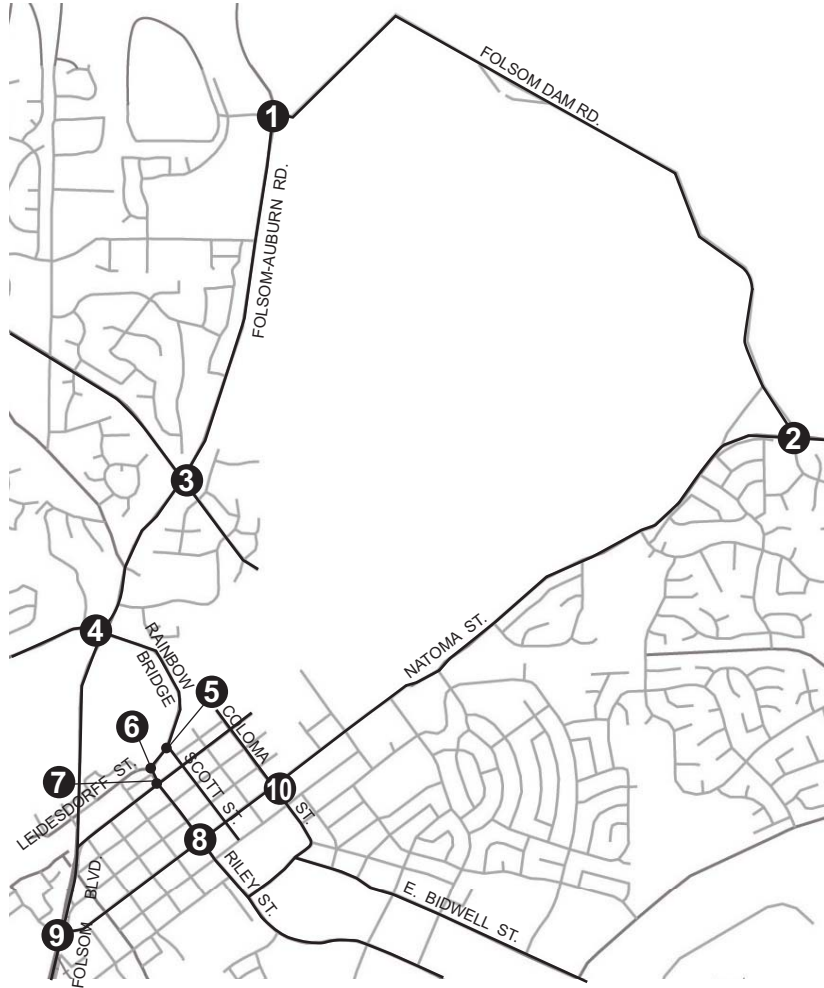 FOLSOM DAM RD.
1
FOLSOM-AUBURN RD.
2
3
NATOMA ST.
4
RAINBOW
BRIDGE
5
6
COLOMA
ST.
7
LEIDESDORFF ST.
SCOTT ST.
10
8
RILEY ST.
E. BIDWELL ST.
9
FOLSOM BLVD.